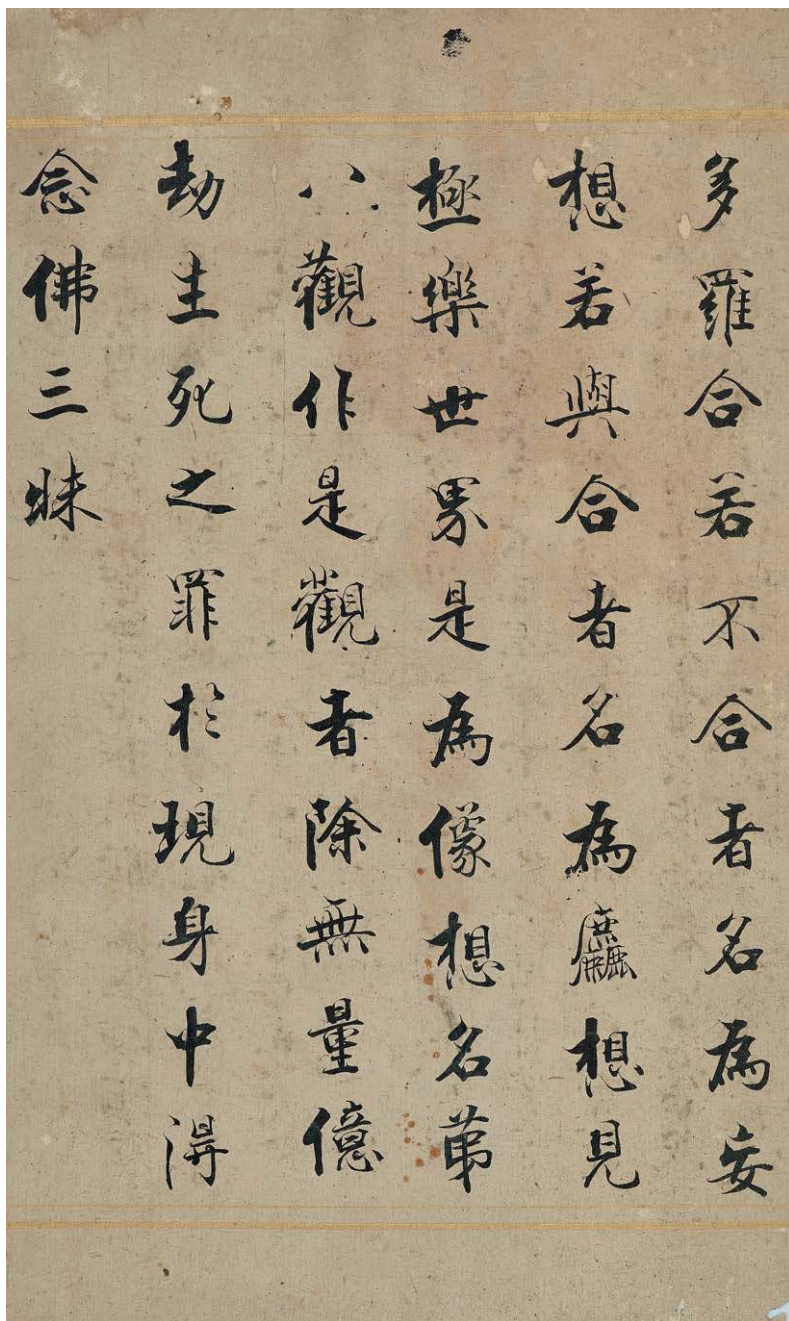 多羅合若不合者名為妄
想若與合者名為麤想見
極樂世界是為像想名第
八觀作是觀者除無量億
劫生死之罪於現身中得
念佛三昧